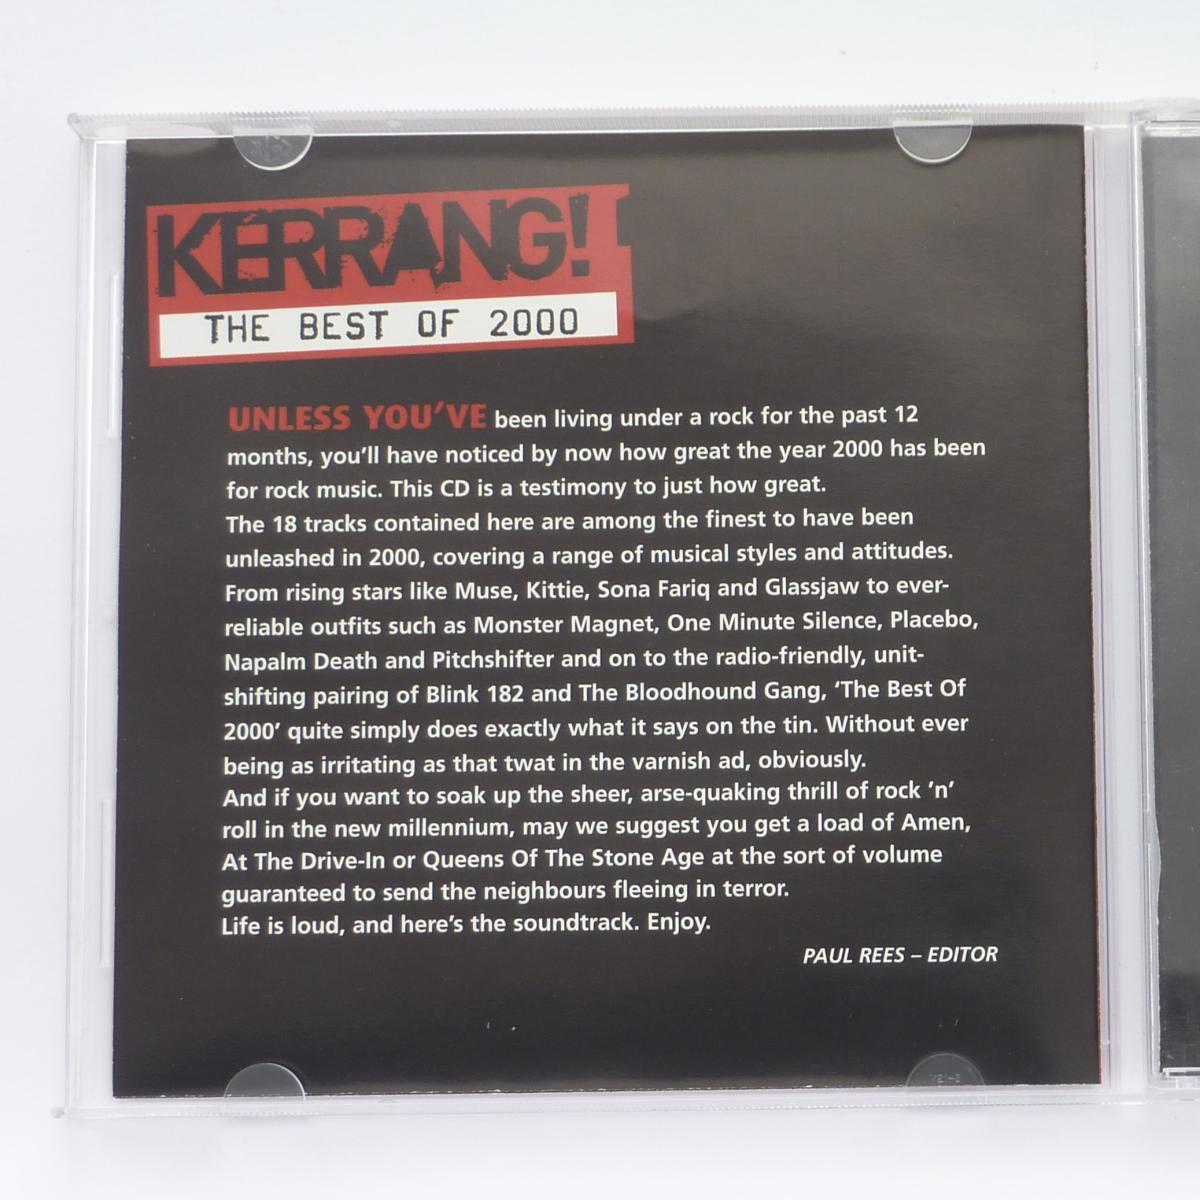 KERRANG!
THE BEST OF 2000
UNLESS YOU'VE been living under a rock for the past 12
months, you'll have noticed by now how great the year 2000 has been
for rock music. This CD is a testimony to just how great.
The 18 tracks contained here are among the finest to have been
unleashed in 2000, covering a range of musical styles and attitudes.
From rising stars like Muse, Kittie, Sona Fariq and Glassjaw to ever-
reliable outfits such as Monster Magnet, One Minute Silence, Placebo,
Napalm Death and Pitchshifter and on to the radio-friendly, unit-
shifting pairing of Blink 182 and The Bloodhound Gang, 'The Best Of
2000' quite simply does exactly what it says on the tin. Without ever
being as irritating as that twat in the varnish ad, obviously.
And if you want to soak up the sheer, arse-quaking thrill of rock 'n'
roll in the new millennium, may we suggest you get a load of Amen,
At The Drive-In or Queens Of The Stone Age at the sort of volume
guaranteed to send the neighbours fleeing in terror.
Life is loud, and here's the soundtrack. Enjoy.
PAUL REES – EDITOR